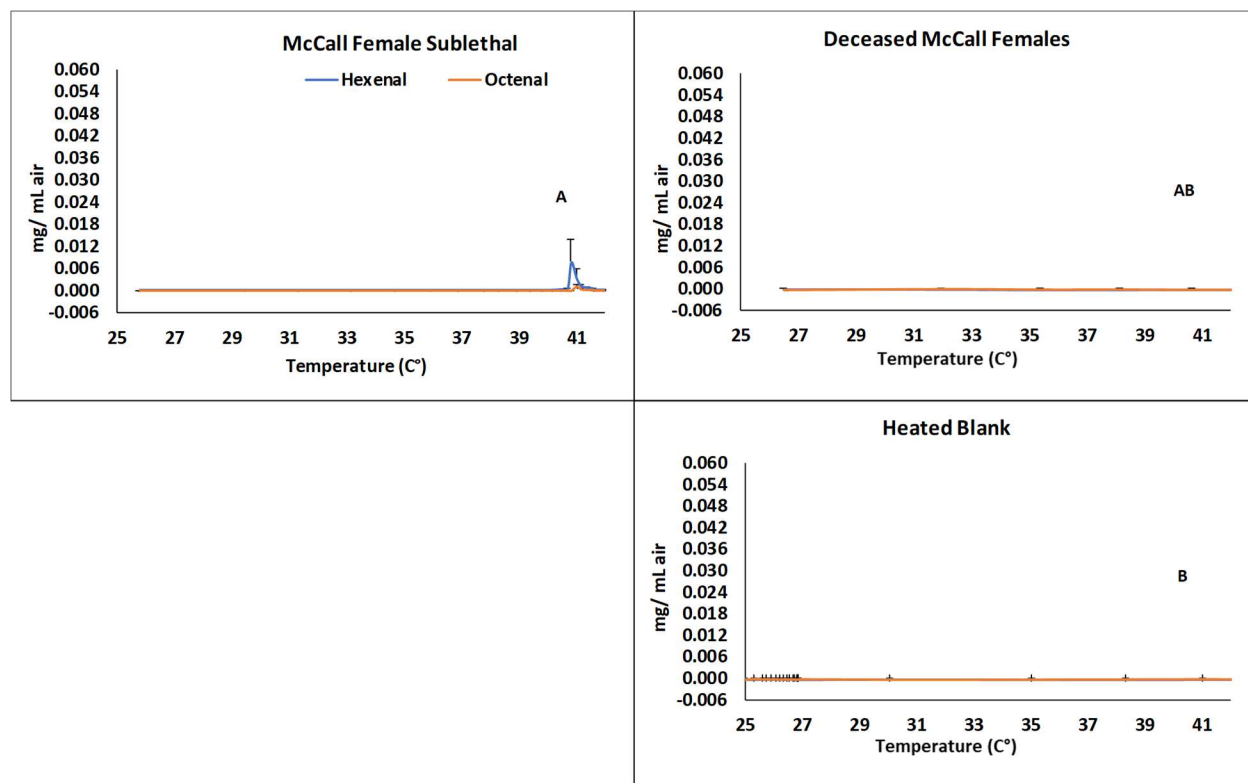 McCall Female Sublethal
Hexenal Octenal
0.060
0.054
0.048
0.042
0.036
0.030
0.024
0.018
0.012
0.006
0.000
-0.006
mg/ mL air
A
25 27 29 31 33 35 37 39 41
Temperature (C°)
Deceased McCall Females
0.060
0.054
0.048
0.042
0.036
0.030
0.024
0.018
0.012
0.006
0.000
-0.006
mg/ mL air
AB
25 27 29 31 33 35 37 39 41
Temperature (C°)
Heated Blank
0.060
0.054
0.048
0.042
0.036
0.030
0.024
0.018
0.012
0.006
0.000
-0.006
mg/ mL air
B
25 27 29 31 33 35 37 39 41
Temperature (C°)